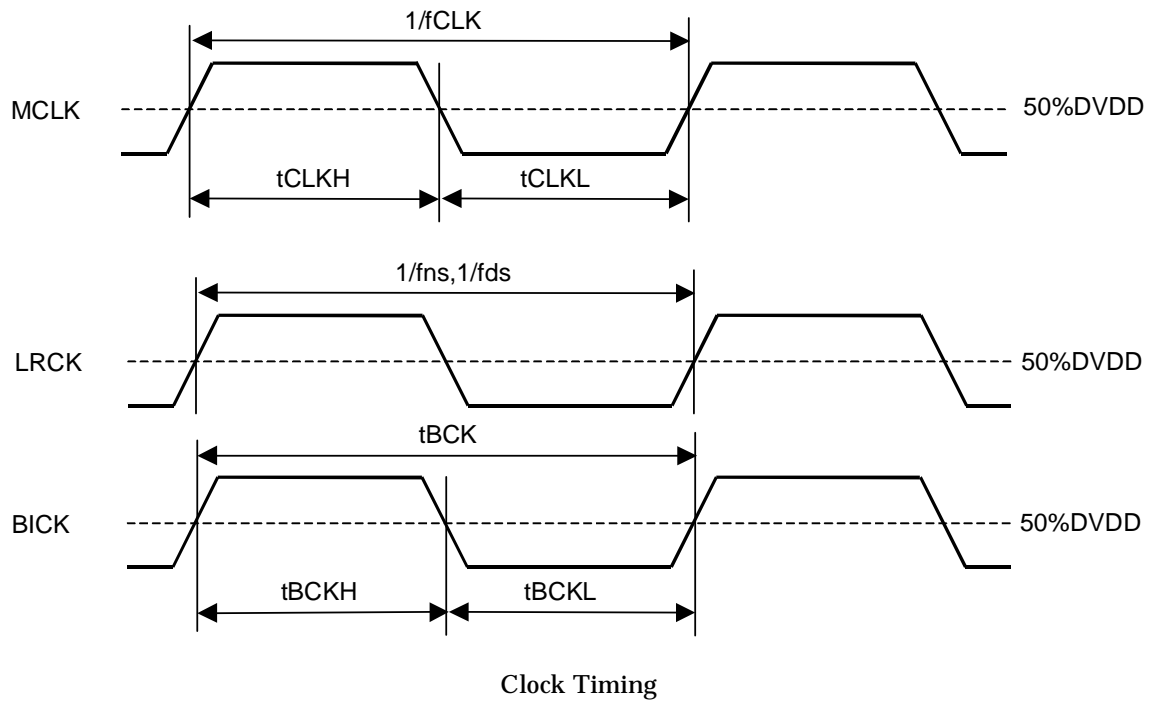 1/fCLK
MCLK
50%DVDD
tCLKH
tCLKL
1/fns,1/fds
LRCK
50%DVDD
tBCK
BICK
50%DVDD
tBCKH
tBCKL
Clock Timing